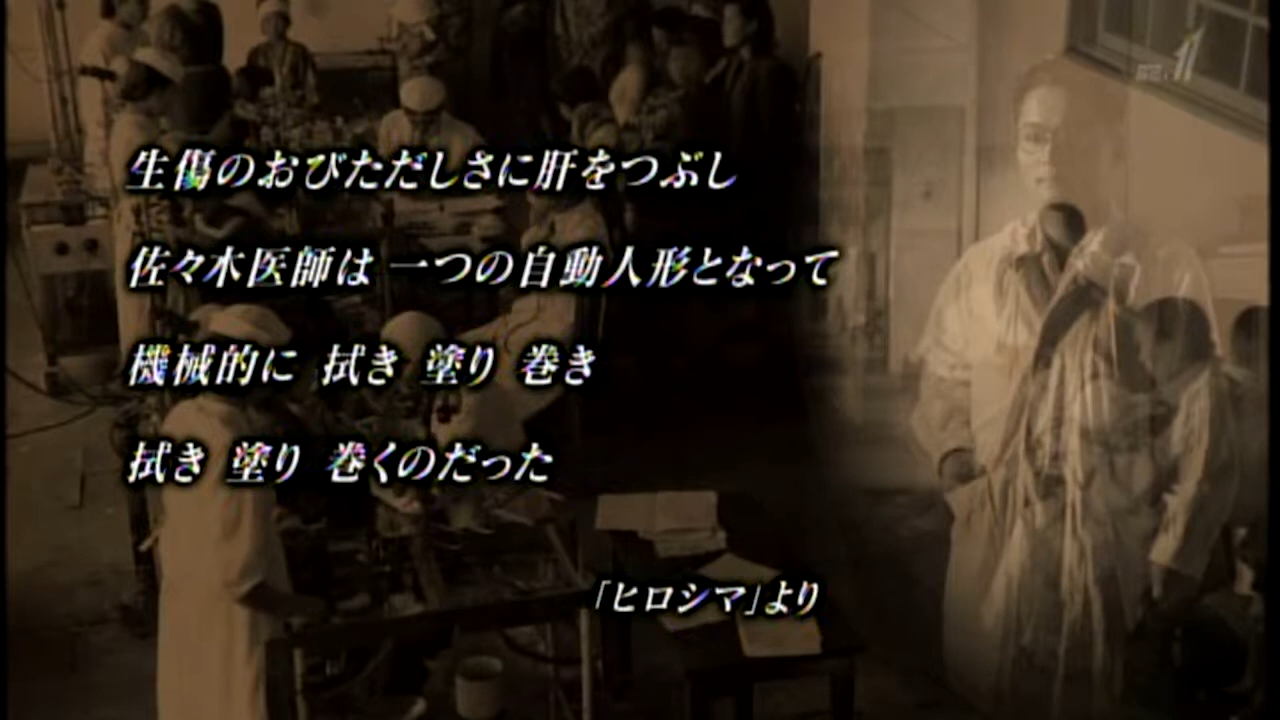 生傷のおびただしさに肝をつぶし
佐々木医師は 一つの自動人形となって
機械的に 拭き 塗り 巻き
拭き 塗り 巻くのだった
「ヒロシマ」より